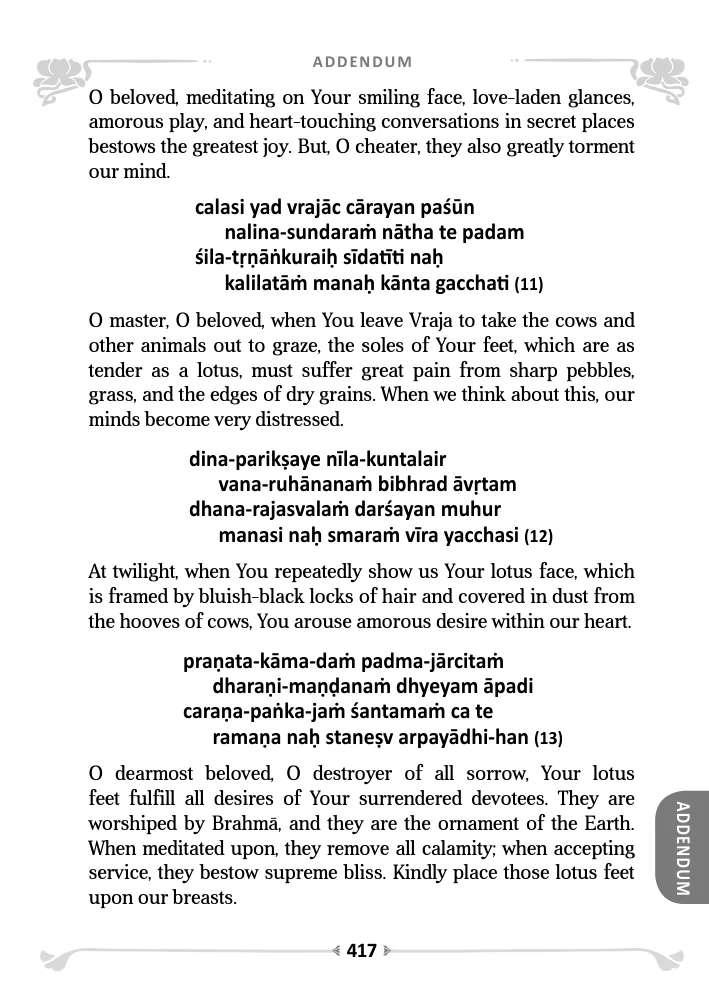 ADDENDUM
O beloved, meditating on Your smiling face, love-laden glances,
amorous play, and heart-touching conversations in secret places
bestows the greatest joy. But, O cheater, they also greatly torment
our mind.
calasi yad vrajāc cārayan paśūn
nalina-sundaraṁ nātha te padam
śila-tṛṇāṅkuraiḥ sīdatīti naḥ
kalilatāṁ manaḥ kānta gacchati (11)
O master, O beloved, when You leave Vraja to take the cows and
other animals out to graze, the soles of Your feet, which are as
tender as a lotus, must suffer great pain from sharp pebbles,
grass, and the edges of dry grains. When we think about this, our
minds become very distressed.
dina-parikṣaye nīla-kuntalair
vana-ruhānanaṁ bibhrad āvṛtam
dhana-rajasvalaṁ darśayan muhur
manasi naḥ smaraṁ vīra yacchasi (12)
At twilight, when You repeatedly show us Your lotus face, which
is framed by bluish-black locks of hair and covered in dust from
the hooves of cows, You arouse amorous desire within our heart.
praṇata-kāma-daṁ padma-jārcitaṁ
dharaṇi-maṇḍanaṁ dhyeyam āpadi
caraṇa-paṅka-jaṁ śantamaṁ ca te
ramaṇa naḥ staneṣv arpayādhi-han (13)
O dearmost beloved, O destroyer of all sorrow, Your lotus
feet fulfill all desires of Your surrendered devotees. They are
worshiped by Brahmā, and they are the ornament of the Earth.
When meditated upon, they remove all calamity; when accepting
service, they bestow supreme bliss. Kindly place those lotus feet
upon our breasts.
ADDENDUM
417